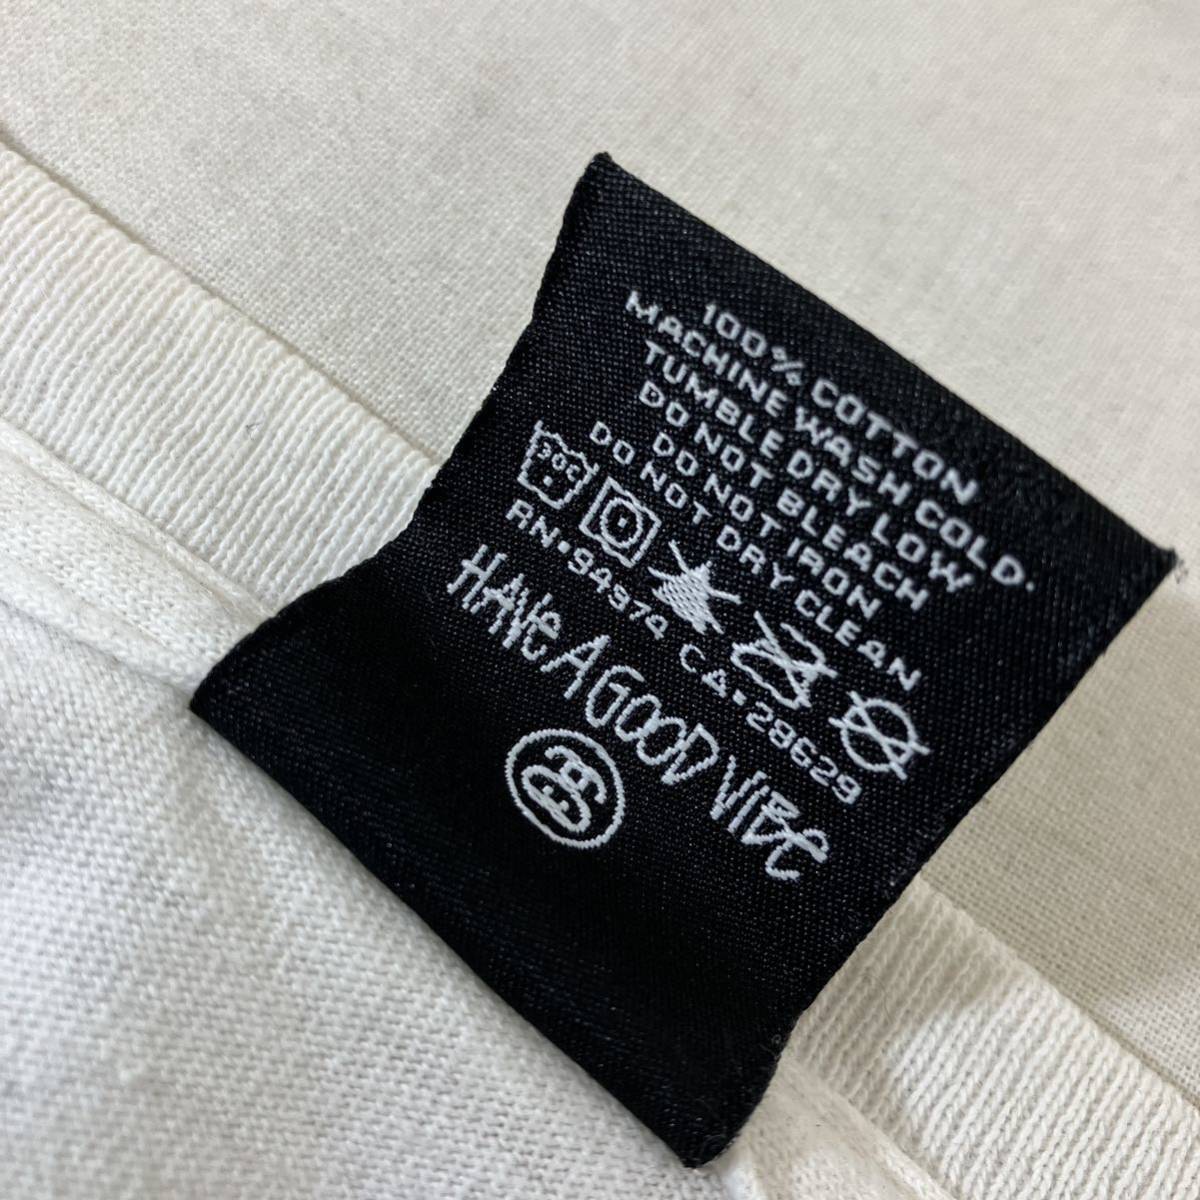 100% COTTON
MACHINE WASH COLD.
TUMBLE DRY LOW
DO NOT BLEACH
DO NOT IRON
DO NOT DRY CLEAN
30C
RN•94974 CA•28629
HAVE A GOOD VIBE